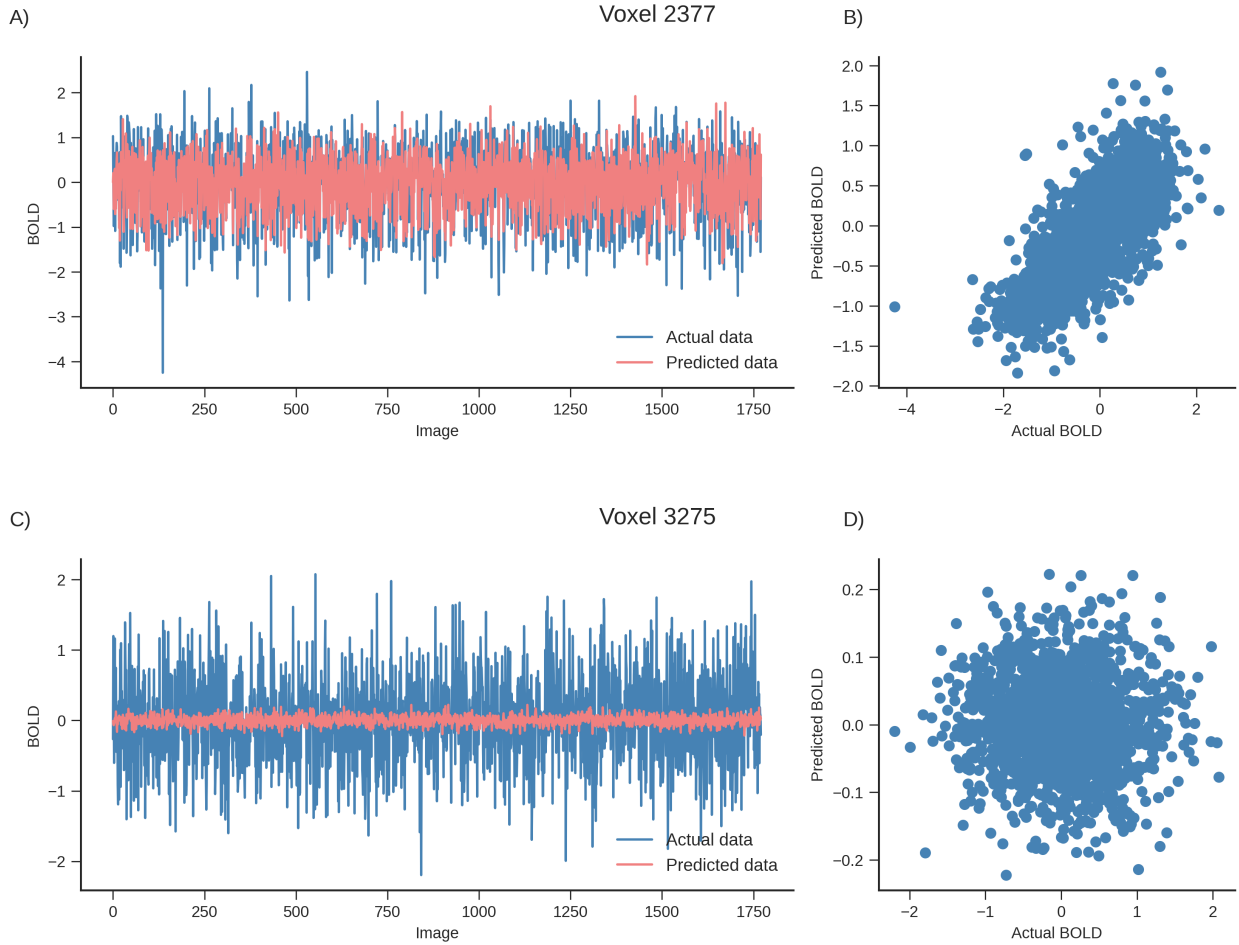 A)
Voxel 2377
B)
BOLD
2
1
0
−1
−2
−3
−4
Actual data
Predicted data
0 250 500 750 1000 1250 1500 1750
Image
Predicted BOLD
2.0
1.5
1.0
0.5
0.0
−0.5
−1.0
−1.5
−2.0
−4 −2 0 2
Actual BOLD
C)
Voxel 3275
D)
BOLD
2
1
0
−1
−2
Actual data
Predicted data
0 250 500 750 1000 1250 1500 1750
Image
Predicted BOLD
0.2
0.1
0.0
−0.1
−0.2
−2 −1 0 1 2
Actual BOLD